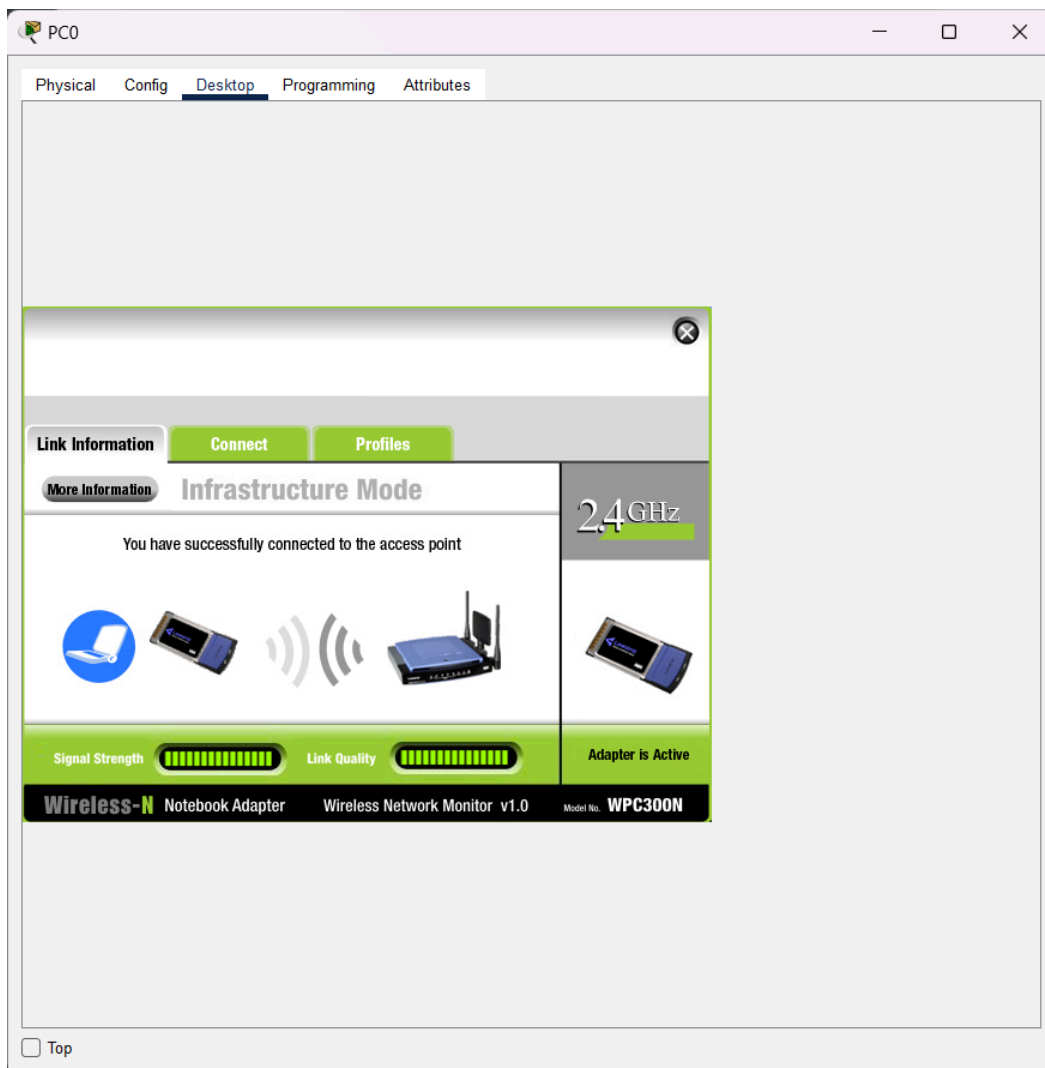 PC0
Physical Config Desktop Programming Attributes
Link Information Connect Profiles
More Information Infrastructure Mode
2.4GHz
You have successfully connected to the access point
Signal Strength Link Quality Adapter is Active
Wireless-N Notebook Adapter Wireless Network Monitor v1.0 Model No. WPC300N
Top